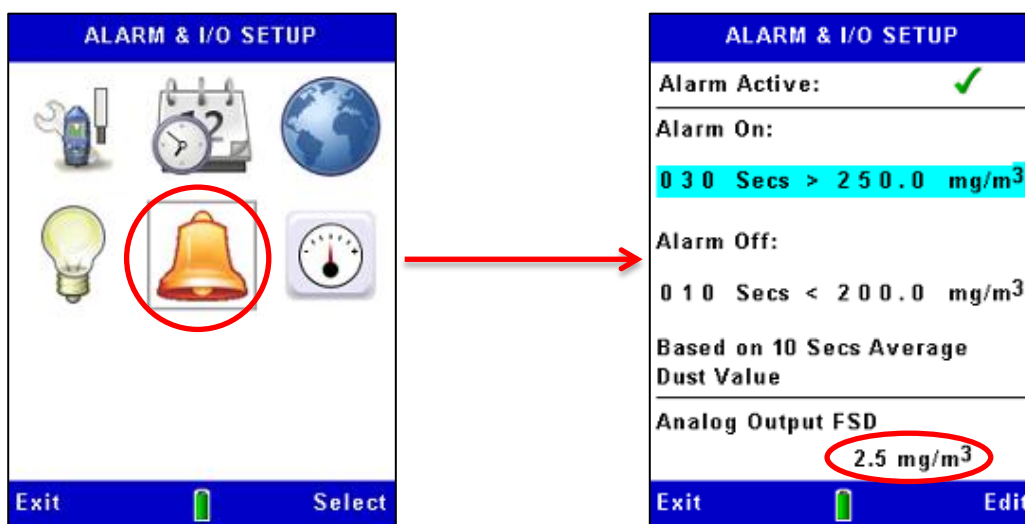 ALARM & I/O SETUP
12
Exit Select
ALARM & I/O SETUP
Alarm Active:
Alarm On:
030 Secs > 250.0 mg/m³
Alarm Off:
010 Secs < 200.0 mg/m³
Based on 10 Secs Average
Dust Value
Analog Output FSD
2.5 mg/m³
Exit Edit